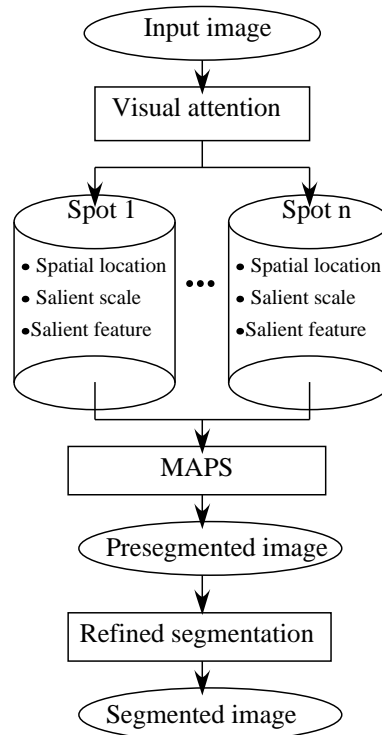 Input image
Visual attention
Spot 1
• Spatial location
• Salient scale
•Salient feature
•••
Spot n
• Spatial location
• Salient scale
• Salient feature
MAPS
Presegmented image
Refined segmentation
Segmented image